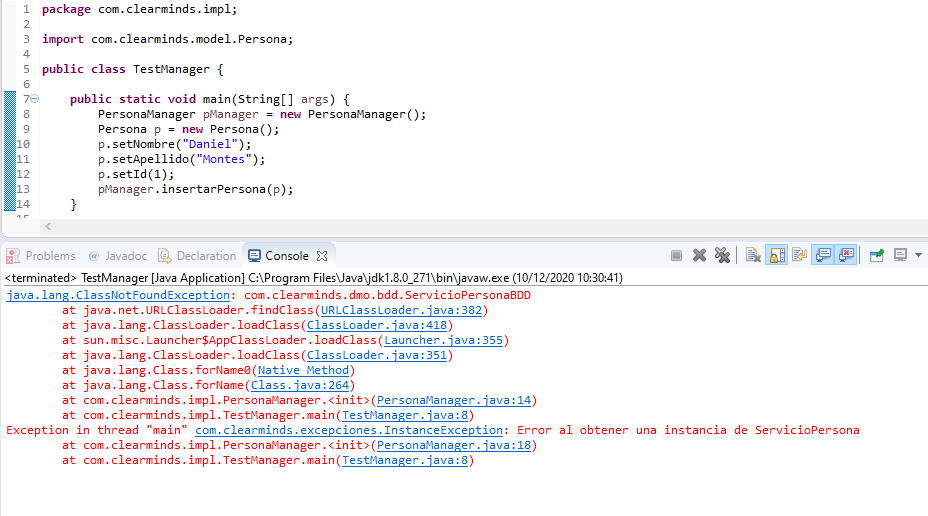 1 package com.clearminds.impl;
2
3 import com.clearminds.model.Persona;
4
5 public class TestManager {
6
7 public static void main(String[] args) {
8 PersonaManager pManager = new PersonaManager();
9 Persona p = new Persona();
10 p.setNombre("Daniel");
11 p.setApellido("Montes");
12 p.setId(1);
13 pManager.insertarPersona(p);
14 }
15
Problems @ Javadoc Declaration Console
<terminated> TestManager [Java Application] C:\Program Files\Java\jdk1.8.0_271\bin\javaw.exe (10/12/2020 10:30:41)
java.lang.ClassNotFoundException: com.clearminds.dmo.bdd.ServicioPersonaBDD
at java.net.URLClassLoader.findClass(URLClassLoader.java:382)
at java.lang.ClassLoader.loadClass(ClassLoader.java:418)
at sun.misc.Launcher$AppClassLoader.loadClass(Launcher.java:355)
at java.lang.ClassLoader.loadClass(ClassLoader.java:351)
at java.lang.Class.forName0(Native Method)
at java.lang.Class.forName(Class.java:264)
at com.clearminds.impl.PersonaManager.<init>(PersonaManager.java:14)
at com.clearminds.impl.TestManager.main(TestManager.java:8)
Exception in thread "main" com.clearminds.excepciones.InstanceException: Error al obtener una instancia de ServicioPersona
at com.clearminds.impl.PersonaManager.<init>(PersonaManager.java:18)
at com.clearminds.impl.TestManager.main(TestManager.java:8)